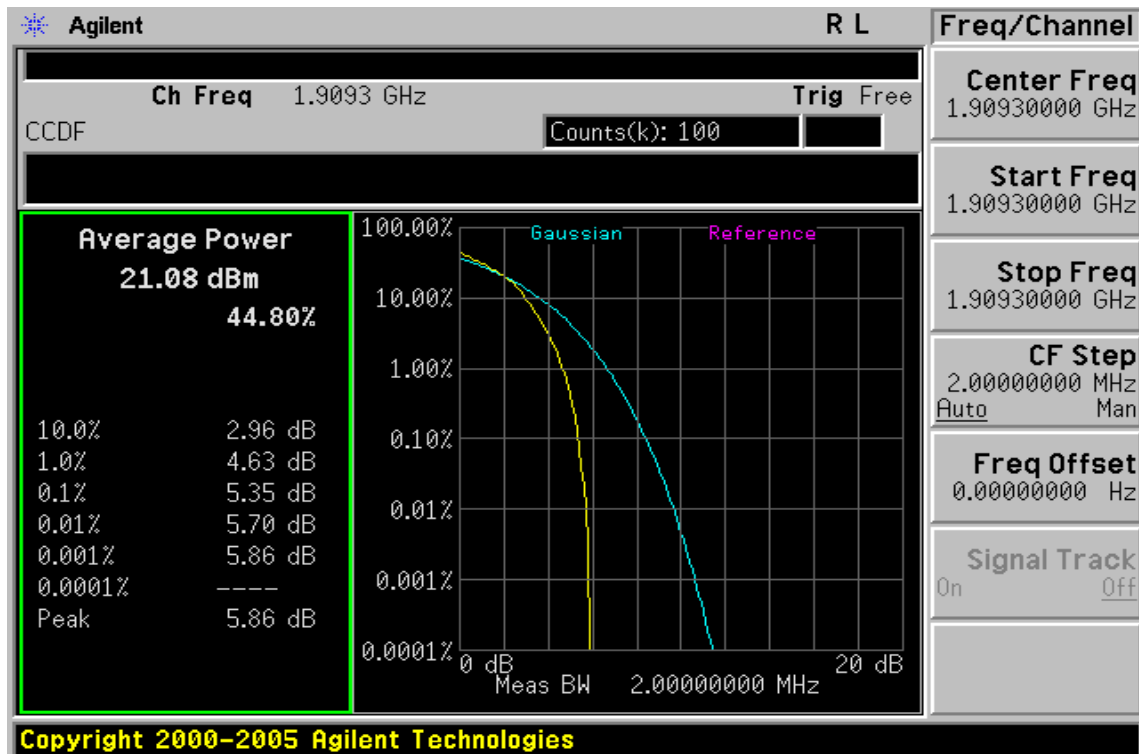 Agilent R L Freq/Channel
Ch Freq 1.9093 GHz Trig Free
CCDF Counts(k): 100
Average Power
21.08 dBm
44.80%
10.0% 2.96 dB
1.0% 4.63 dB
0.1% 5.35 dB
0.01% 5.70 dB
0.001% 5.86 dB
0.0001% ----
Peak 5.86 dB
Gaussian Reference
100.00%
10.00%
1.00%
0.10%
0.01%
0.001%
0.0001%
0 dB 20 dB
Meas BW 2.00000000 MHz
Center Freq
1.90930000 GHz
Start Freq
1.90930000 GHz
Stop Freq
1.90930000 GHz
CF Step
2.00000000 MHz
Auto Man
Freq Offset
0.00000000 Hz
Signal Track
On Off
Copyright 2000-2005 Agilent Technologies